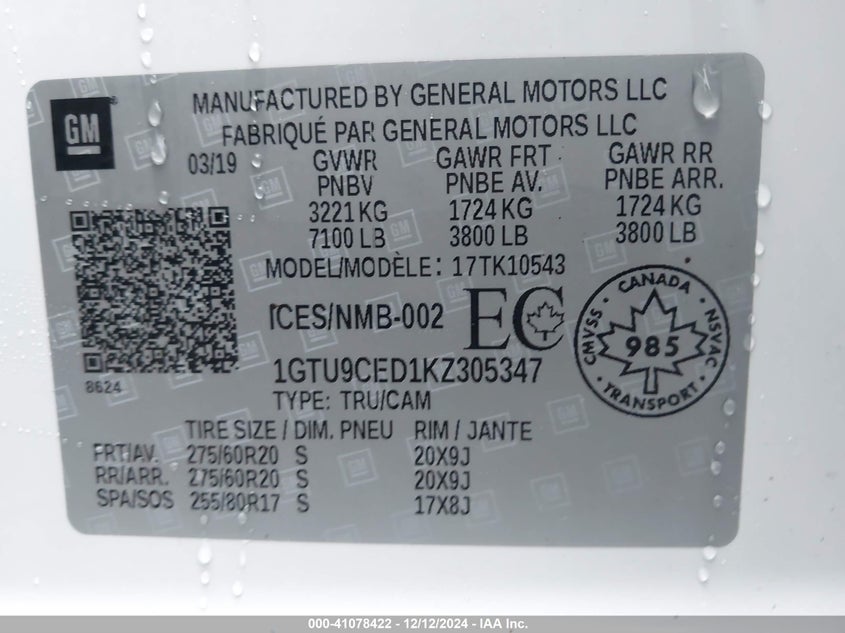 GM
MANUFACTURED BY GENERAL MOTORS LLC
FABRIQUÉ PAR GENERAL MOTORS LLC
03/19 GVWR GAWR FRT GAWR RR
PNBV PNBE AV. PNBE ARR.
3221 KG 1724 KG 1724 KG
7100 LB 3800 LB 3800 LB
MODEL/MODÈLE: 17TK10543
ICES/NMB-002 EC
CANADA
CMVSS 985 NSVAC
TRANSPORT
1GTU9CED1KZ305347
8624
TYPE: TRU/CAM
TIRE SIZE / DIM. PNEU RIM / JANTE
FRT/AV. 275/60R20 S 20X9J
RR/ARR. 275/60R20 S 20X9J
SPA/SOS 255/80R17 S 17X8J
000-41078422 - 12/12/2024 - IAA Inc.